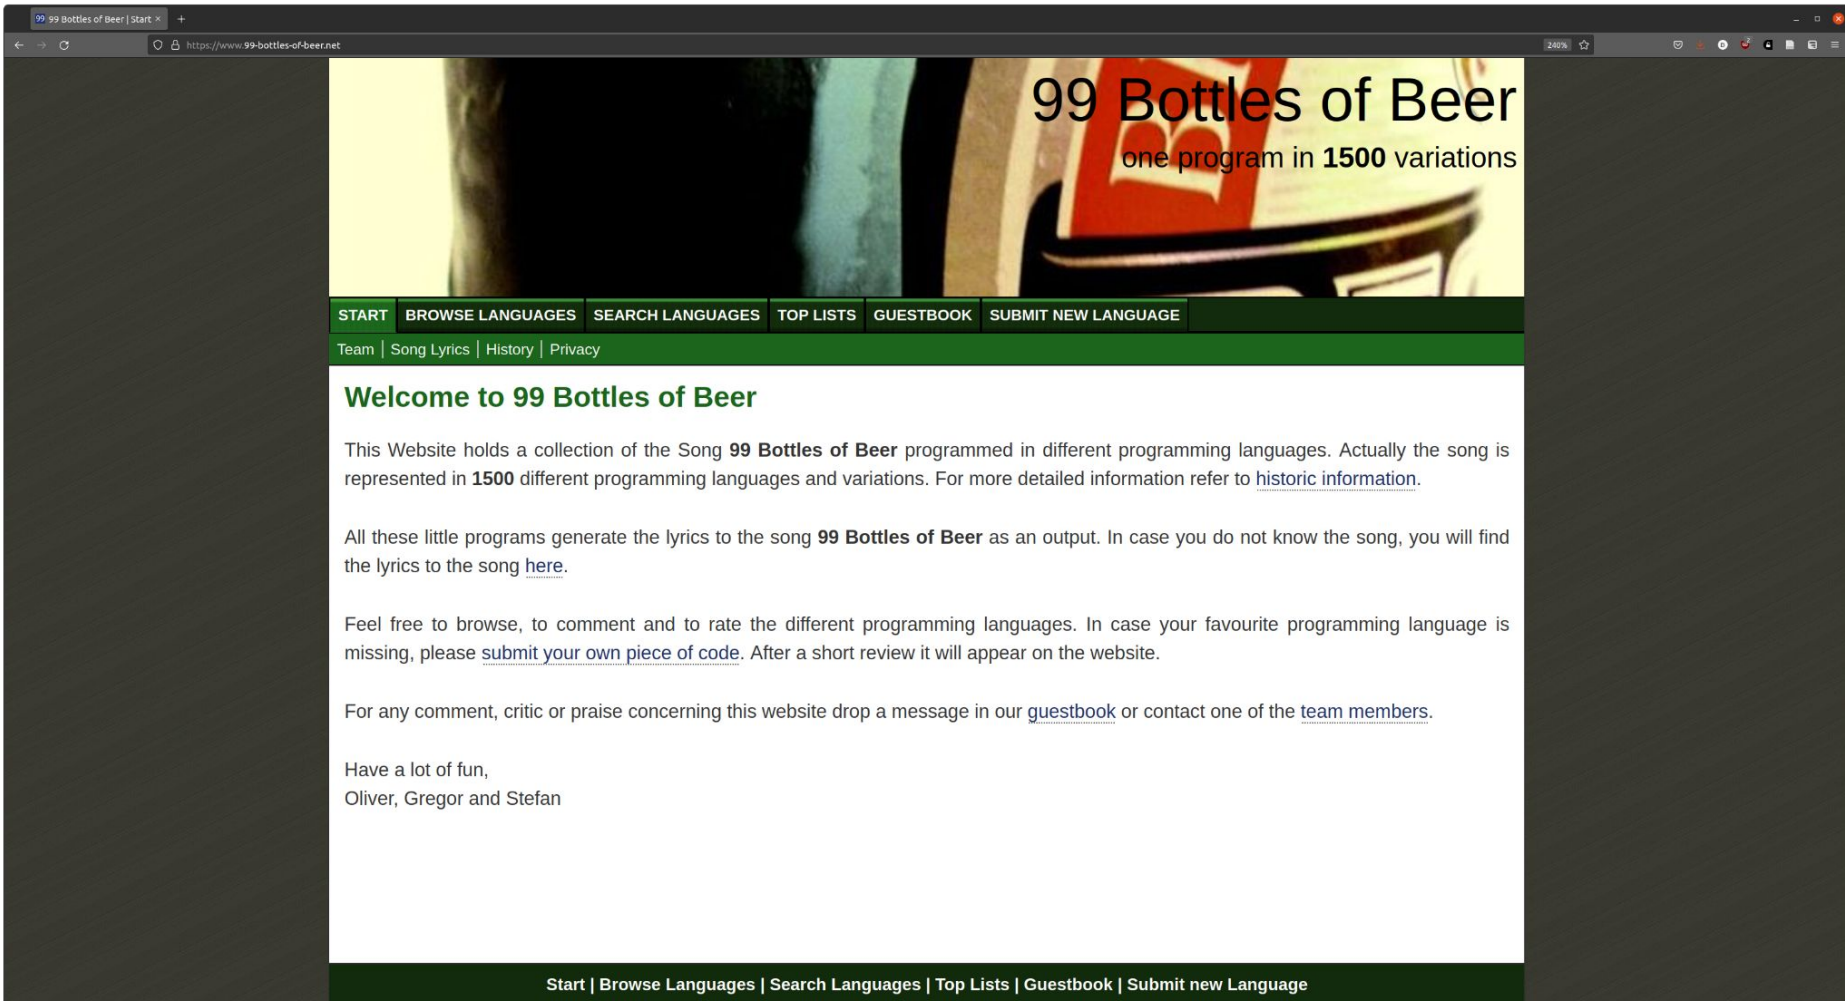 99 99 Bottles of Beer | Start
https://www.99-bottles-of-beer.net
240%
99 Bottles of Beer
one program in 1500 variations
START BROWSE LANGUAGES SEARCH LANGUAGES TOP LISTS GUESTBOOK SUBMIT NEW LANGUAGE
Team | Song Lyrics | History | Privacy
Welcome to 99 Bottles of Beer
This Website holds a collection of the Song 99 Bottles of Beer programmed in different programming languages. Actually the song is
represented in 1500 different programming languages and variations. For more detailed information refer to historic information.
All these little programs generate the lyrics to the song 99 Bottles of Beer as an output. In case you do not know the song, you will find
the lyrics to the song here.
Feel free to browse, to comment and to rate the different programming languages. In case your favourite programming language is
missing, please submit your own piece of code. After a short review it will appear on the website.
For any comment, critic or praise concerning this website drop a message in our guestbook or contact one of the team members.
Have a lot of fun,
Oliver, Gregor and Stefan
Start | Browse Languages | Search Languages | Top Lists | Guestbook | Submit new Language